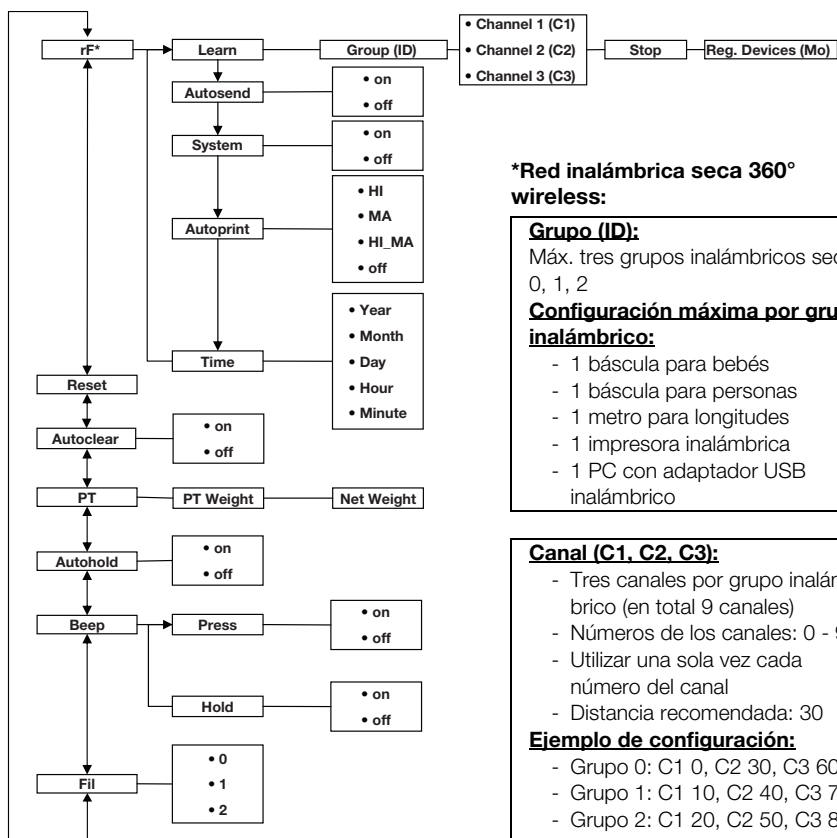 rF*
Learn
Group (ID)
• Channel 1 (C1)
• Channel 2 (C2)
• Channel 3 (C3)
Stop
Reg. Devices (Mo)
Autosend
• on
• off
System
• on
• off
Autoprint
• HI
• MA
• HI_MA
• off
Time
• Year
• Month
• Day
• Hour
• Minute
Reset
Autoclear
• on
• off
PT
PT Weight
Net Weight
Autohold
• on
• off
Beep
Press
• on
• off
Hold
• on
• off
Fil
• 0
• 1
• 2
*Red inalámbrica seca 360°
wireless:
Grupo (ID):
Máx. tres grupos inalámbricos
0, 1, 2
Configuración máxima por
inalámbrico:
- 1 báscula para bebés
- 1 báscula para personas
- 1 metro para longitudes
- 1 impresora inalámbrica
- 1 PC con adaptador USB
inalámbrico
Canal (C1, C2, C3):
- Tres canales por grupo
brico (en total 9 canales)
- Números de los canales: 0 -
- Utilizar una sola vez cada
número del canal
- Distancia recomendada: 30
Ejemplo de configuración:
- Grupo 0: C1 0, C2 30, C3 60
- Grupo 1: C1 10, C2 40, C3
- Grupo 2: C1 20, C2 50, C3